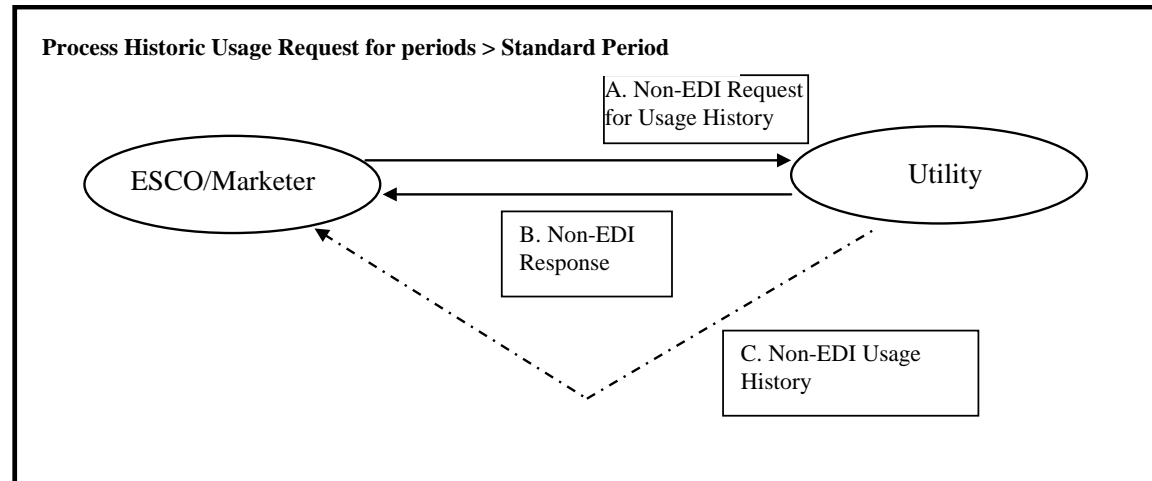 Process Historic Usage Request for periods > Standard Period
A. Non-EDI Request
for Usage History
ESCO/Marketer
Utility
B. Non-EDI
Response
C. Non-EDI Usage
History